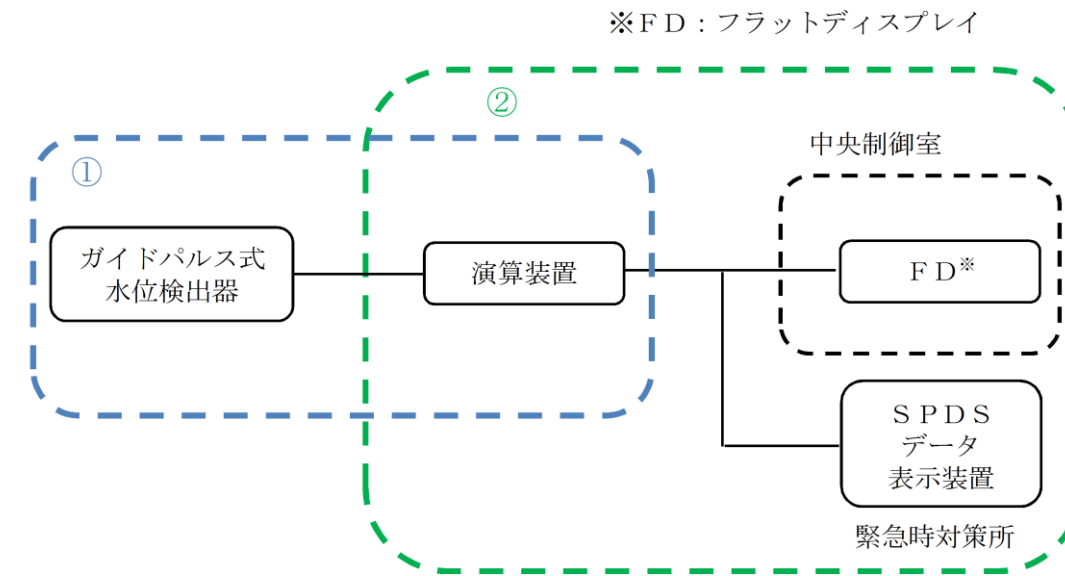 ※FD：フラットディスプレイ
②
①
中央制御室
ガイドパルス式
水位検出器
演算装置
FD※
SPDS
データ
表示装置
緊急時対策所